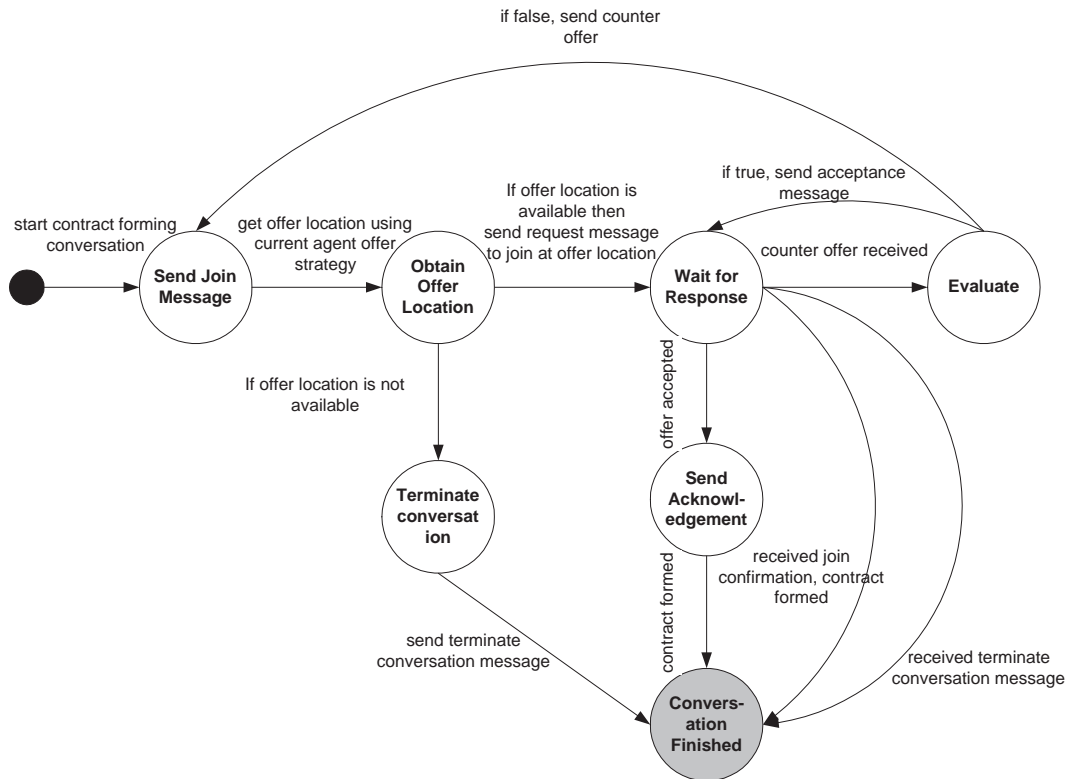 if false, send counter
offer
if true, send acceptance
message
If offer location is
available then
send request message
to join at offer location
start contract forming
conversation
get offer location using
current agent offer
strategy
counter offer received
Send Join
Message
Obtain
Offer
Location
Wait for
Response
Evaluate
If offer location is not
available
offer accepted
Terminate
conversat
ion
Send
Acknowl-
edgement
contract formed
received join
confirmation, contract
formed
send terminate
conversation message
received terminate
conversation message
Convers-
ation
Finished